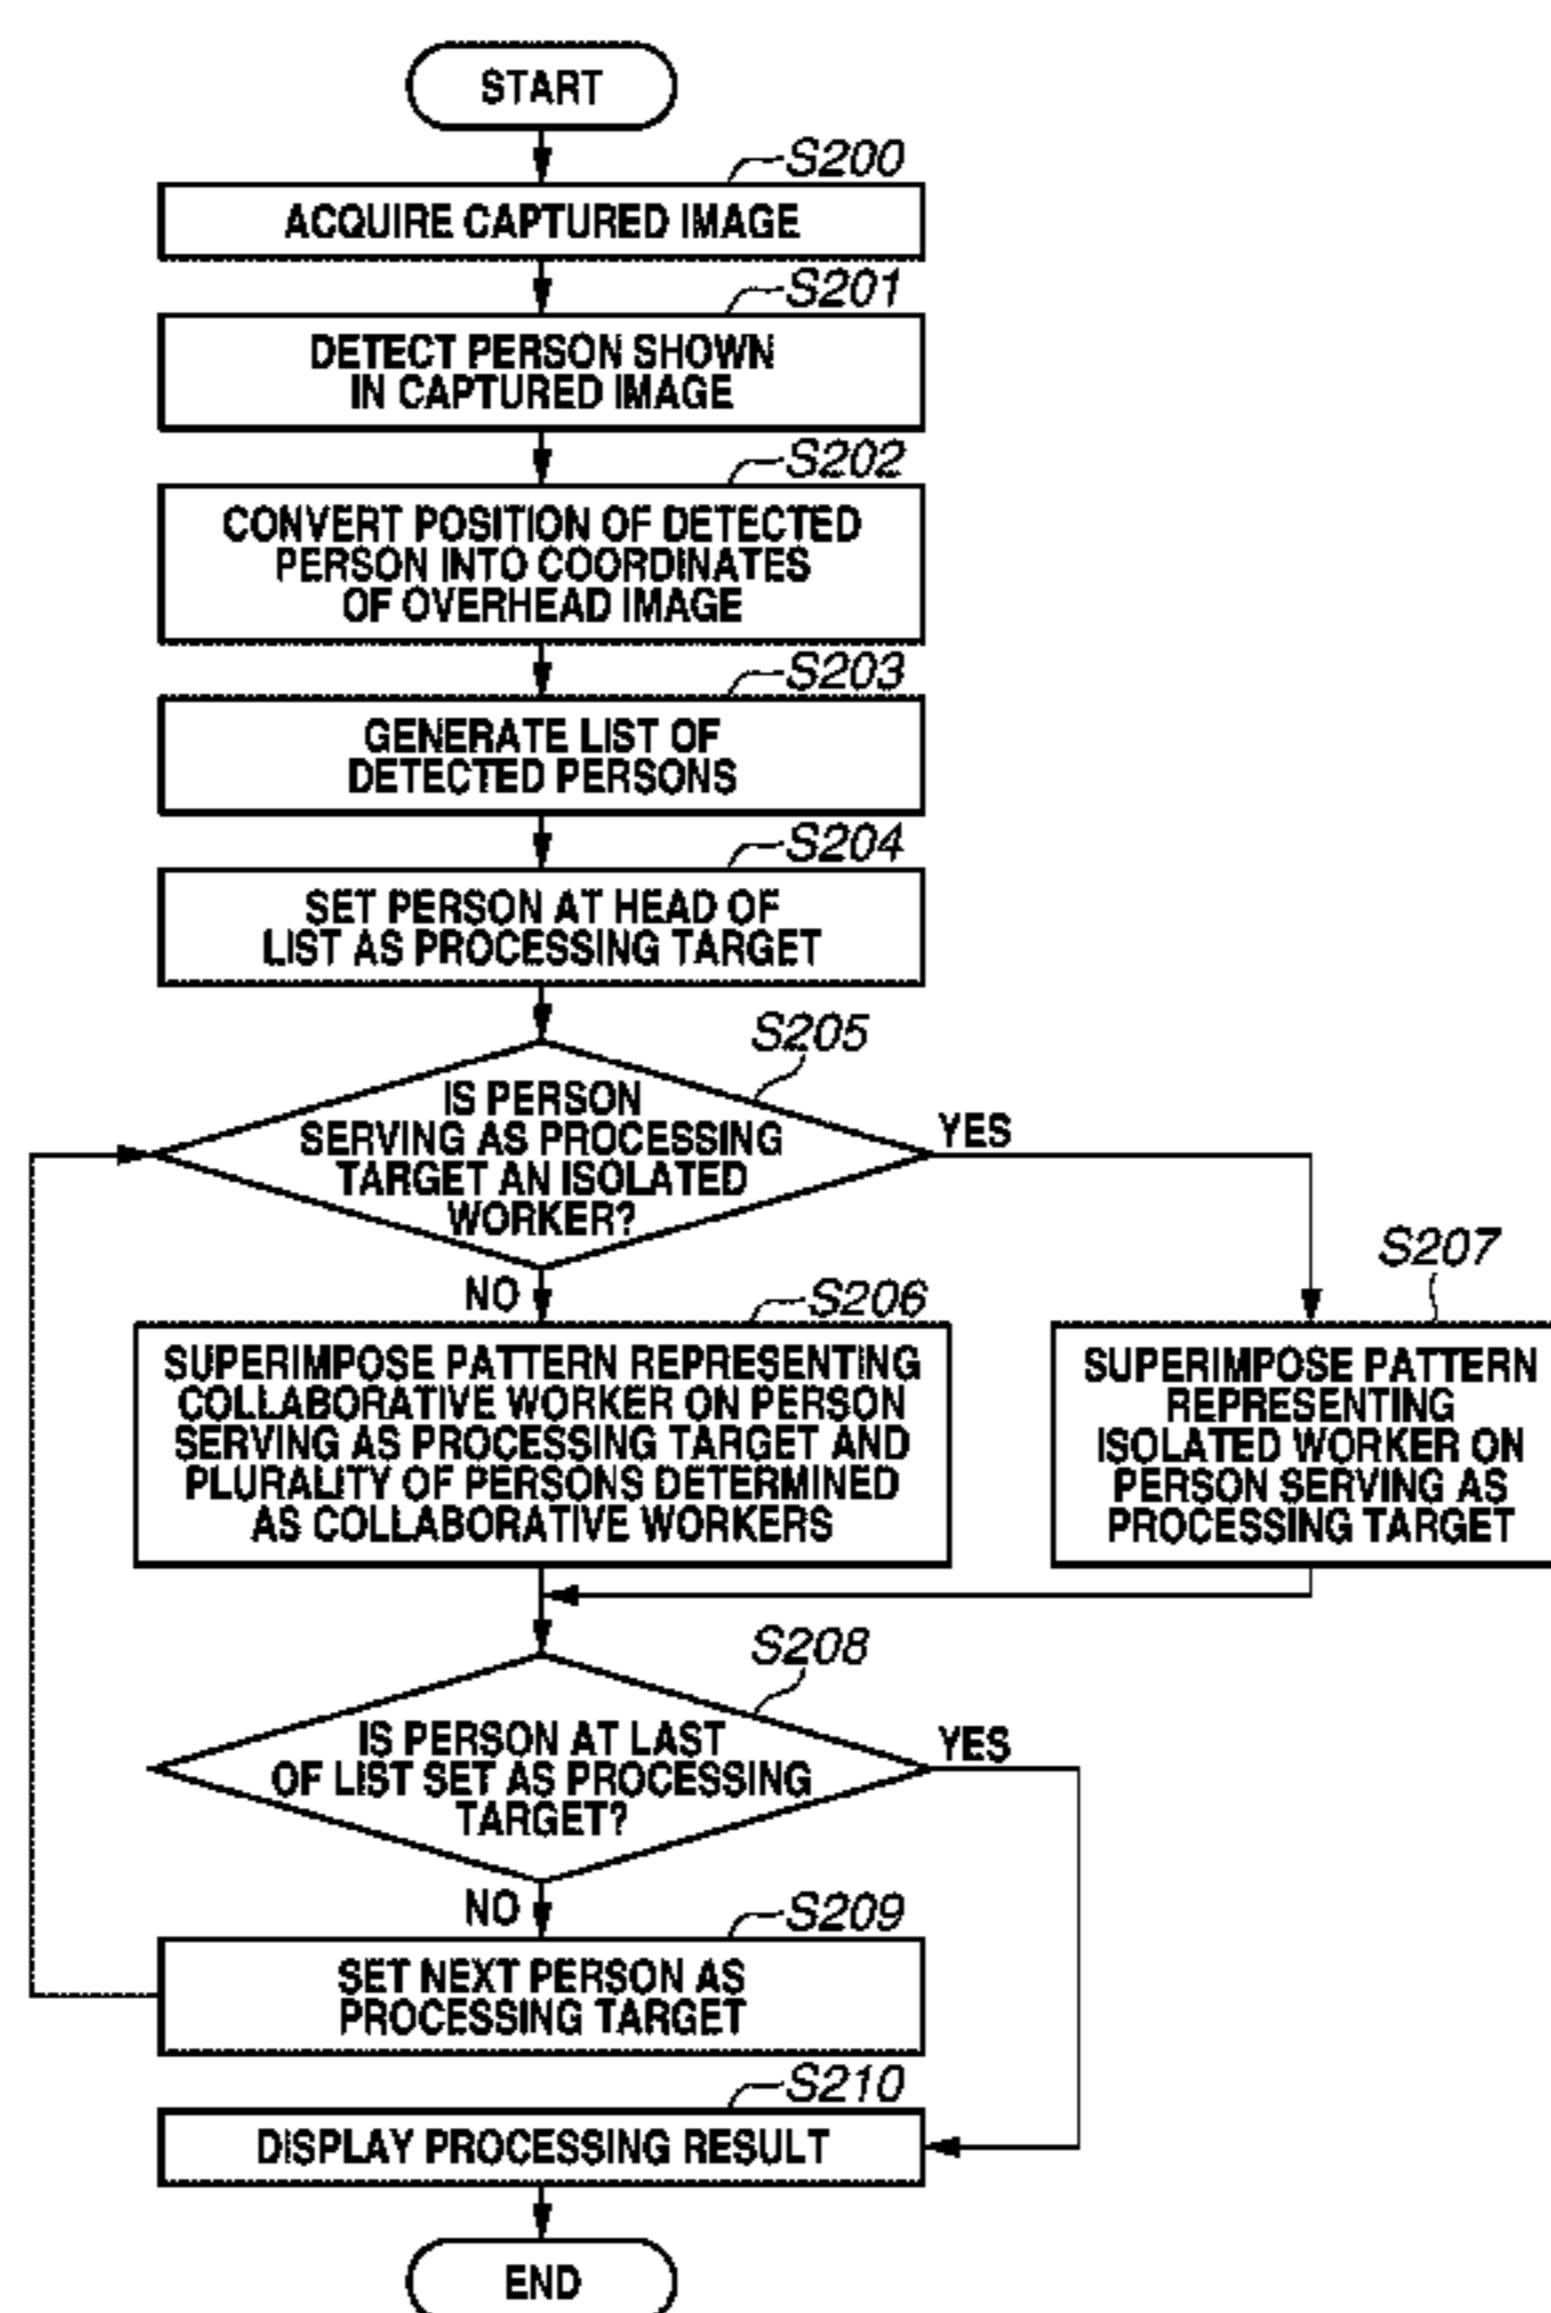 START
S200
ACQUIRE CAPTURED IMAGE
S201
DETECT PERSON SHOWN
IN CAPTURED IMAGE
S202
CONVERT POSITION OF DETECTED
PERSON INTO COORDINATES
OF OVERHEAD IMAGE
S203
GENERATE LIST OF
DETECTED PERSONS
S204
SET PERSON AT HEAD OF
LIST AS PROCESSING TARGET
S205
IS PERSON
SERVING AS PROCESSING
TARGET AN ISOLATED
WORKER?
YES
NO
S206
SUPERIMPOSE PATTERN REPRESENTING
COLLABORATIVE WORKER ON PERSON
SERVING AS PROCESSING TARGET AND
PLURALITY OF PERSONS DETERMINED
AS COLLABORATIVE WORKERS
S207
SUPERIMPOSE PATTERN
REPRESENTING
ISOLATED WORKER ON
PERSON SERVING AS
PROCESSING TARGET
S208
IS PERSON AT LAST
OF LIST SET AS PROCESSING
TARGET?
YES
NO
S209
SET NEXT PERSON AS
PROCESSING TARGET
S210
DISPLAY PROCESSING RESULT
END